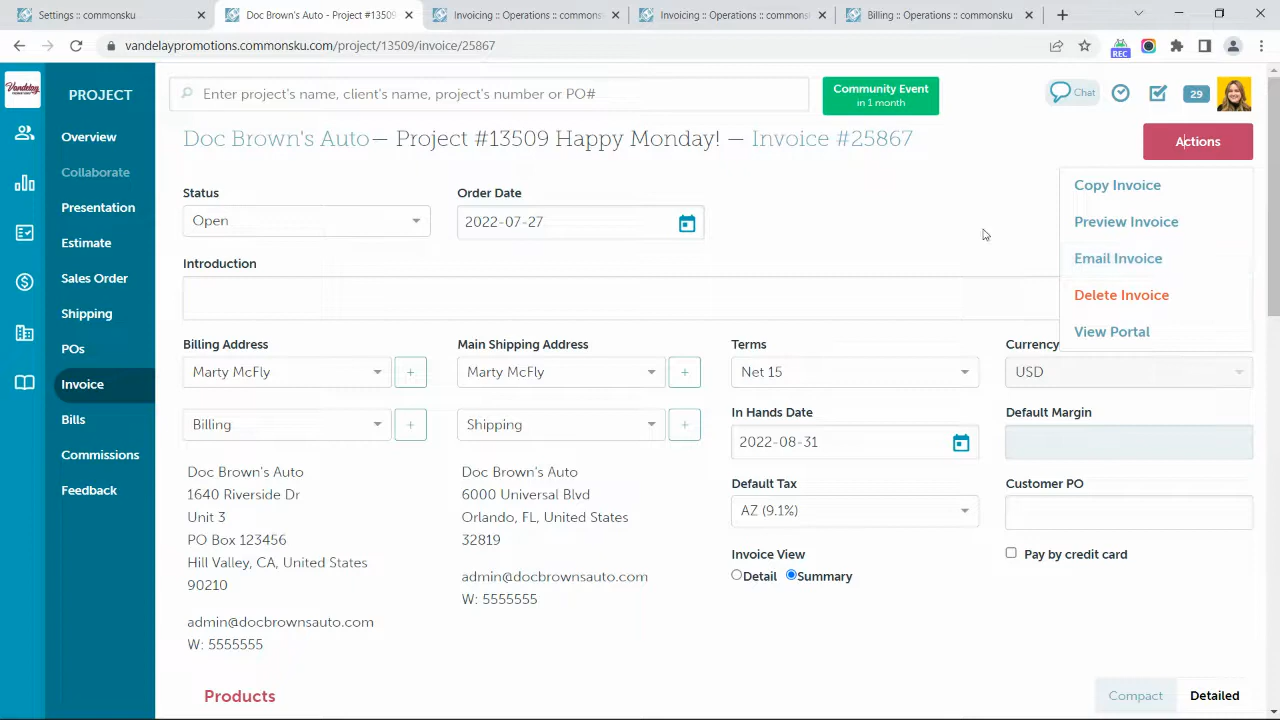 Settings :: commonsku
Doc Brown's Auto - Project #13509
Invoicing :: Operations :: commonsk
Invoicing :: Operations :: commonsk
Billing :: Operations :: commonsku
vandelaypromotions.commonsku.com/project/13509/invoice/25867
REC
Vandelay
PROJECT
Enter project's name, client's name, project's number or PO#
Community Event
in 1 month
Chat
29
Overview
Collaborate
Presentation
Estimate
Sales Order
Shipping
POs
Invoice
Bills
Commissions
Feedback
Doc Brown's Auto — Project #13509 Happy Monday! — Invoice #25867
Actions
Copy Invoice
Preview Invoice
Email Invoice
Delete Invoice
View Portal
Status
Open
Order Date
2022-07-27
Introduction
Billing Address
Marty McFly
+
Billing
+
Doc Brown's Auto
1640 Riverside Dr
Unit 3
PO Box 123456
Hill Valley, CA, United States
90210
admin@docbrownsauto.com
W: 5555555
Main Shipping Address
Marty McFly
+
Shipping
+
Doc Brown's Auto
6000 Universal Blvd
Orlando, FL, United States
32819
admin@docbrownsauto.com
W: 5555555
Terms
Net 15
In Hands Date
2022-08-31
Default Tax
AZ (9.1%)
Invoice View
Detail Summary
Currency
USD
Default Margin
Customer PO
Pay by credit card
Products
Compact
Detailed